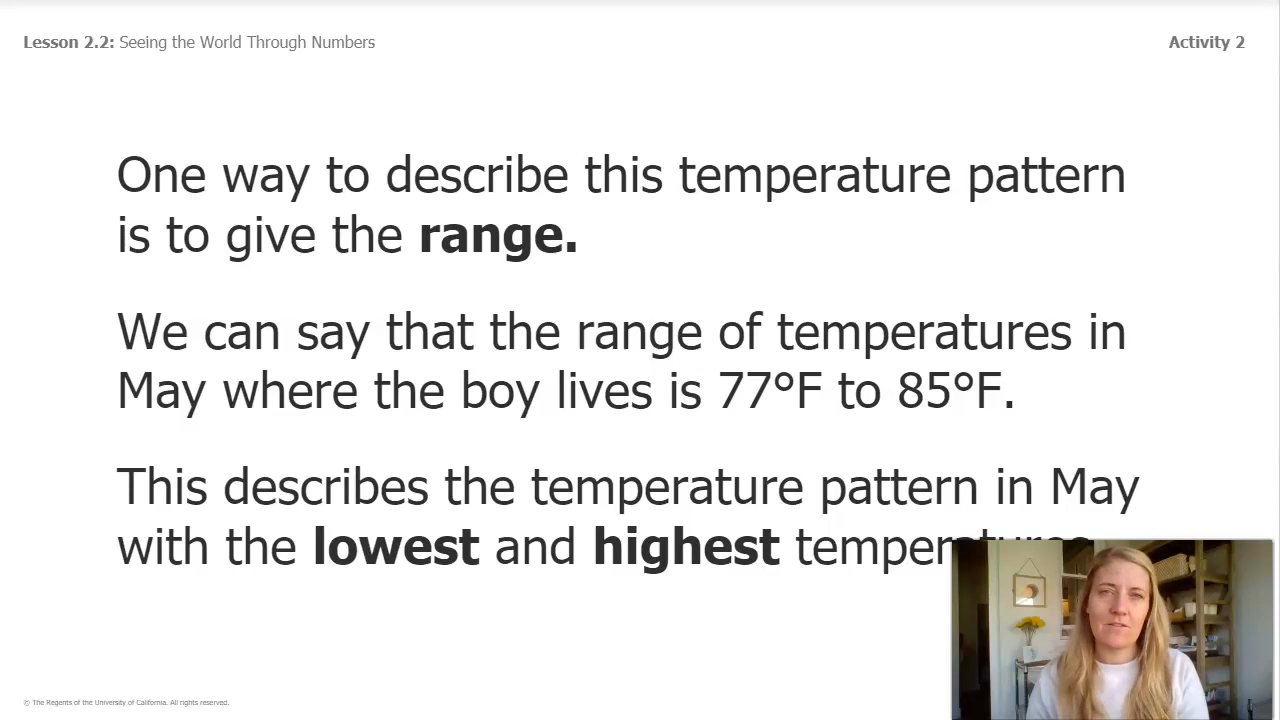 Lesson 2.2: Seeing the World Through Numbers
Activity 2
One way to describe this temperature pattern
is to give the range.
We can say that the range of temperatures in
May where the boy lives is 77°F to 85°F.
This describes the temperature pattern in May
with the lowest and highest temperatures
© The Regents of the University of California. All rights reserved.